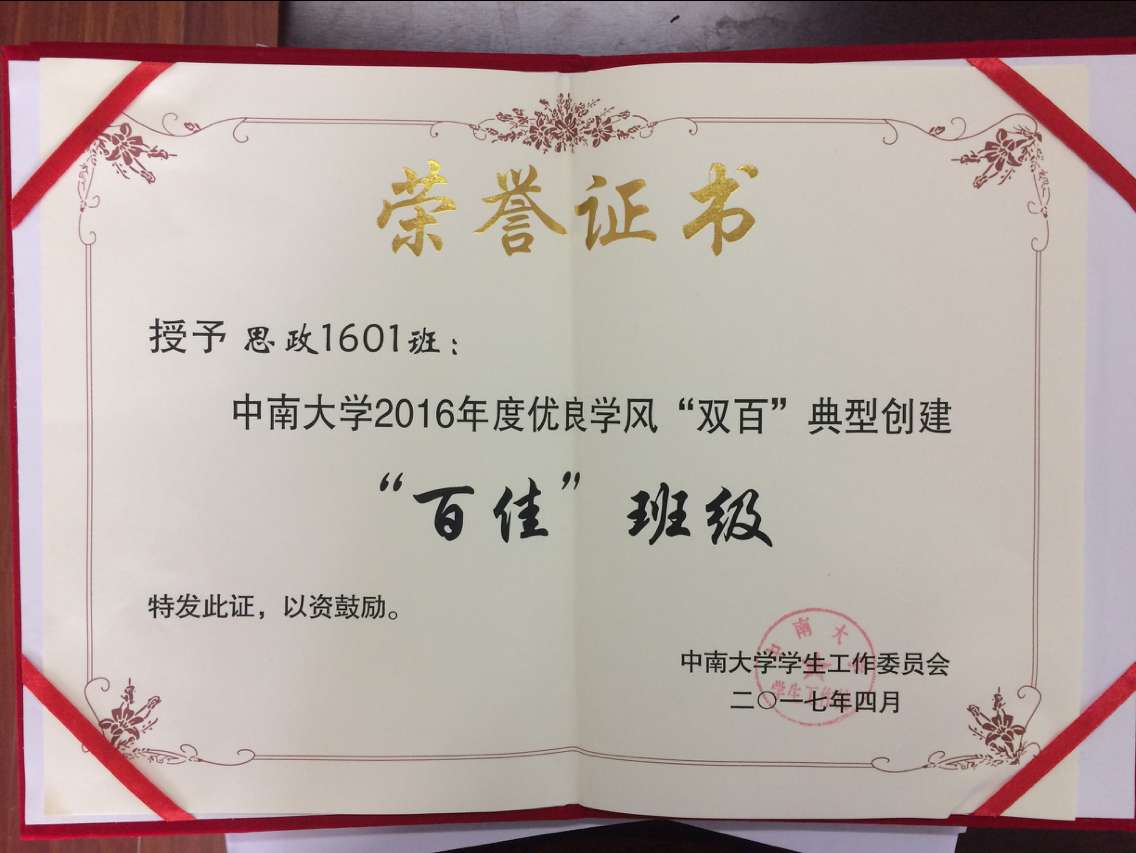 荣誉证书
授予 思政1601班：
中南大学2016年度优良学风“双百”典型创建
“百佳”班级
特发此证，以资鼓励。
中南大学学生工作委员会
二〇一七年四月